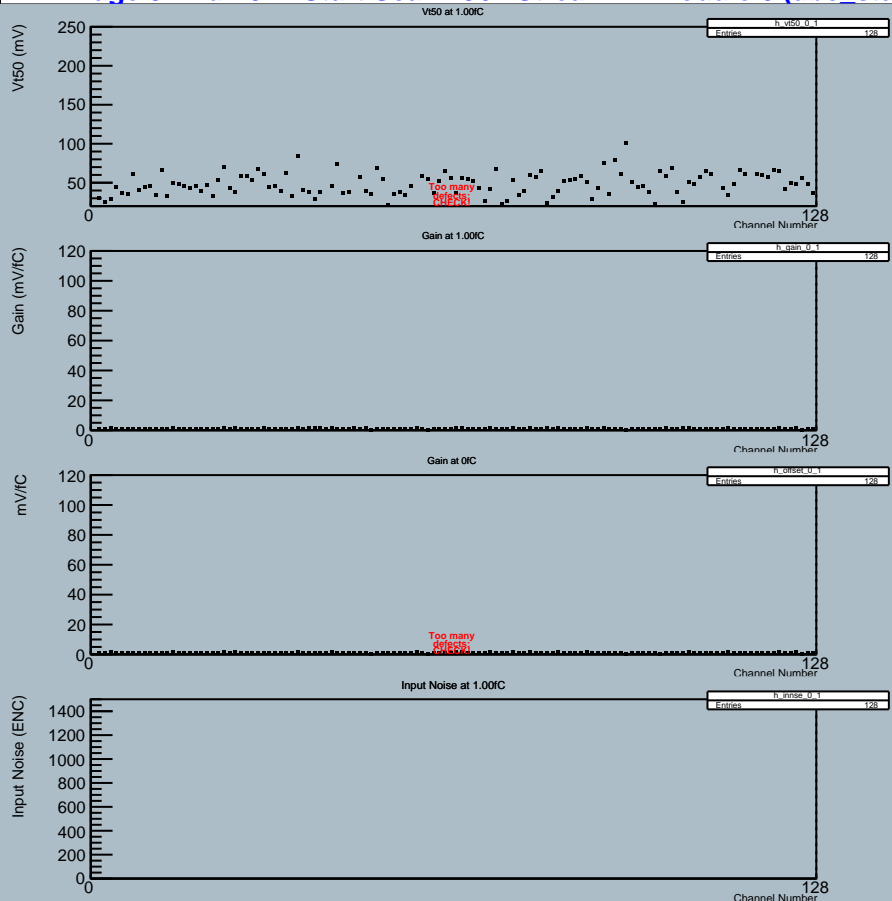 Vt50 at 1.00fC
h_vt50_0_1
Entries 128
Vt50 (mV)
250
200
150
100
50
Too many
defects:
CHECK!
0
128
Channel Number
Gain at 1.00fC
h_gain_0_1
Entries 128
Gain (mV/fC)
120
100
80
60
40
20
0
0
128
Channel Number
Gain at 0fC
h_offset_0_1
Entries 128
mV/fC
120
100
80
60
40
20
0
Too many
defects:
CHECK!
0
128
Channel Number
Input Noise at 1.00fC
h_innse_0_1
Entries 128
Input Noise (ENC)
1400
1200
1000
800
600
400
200
0
0
128
Channel Number